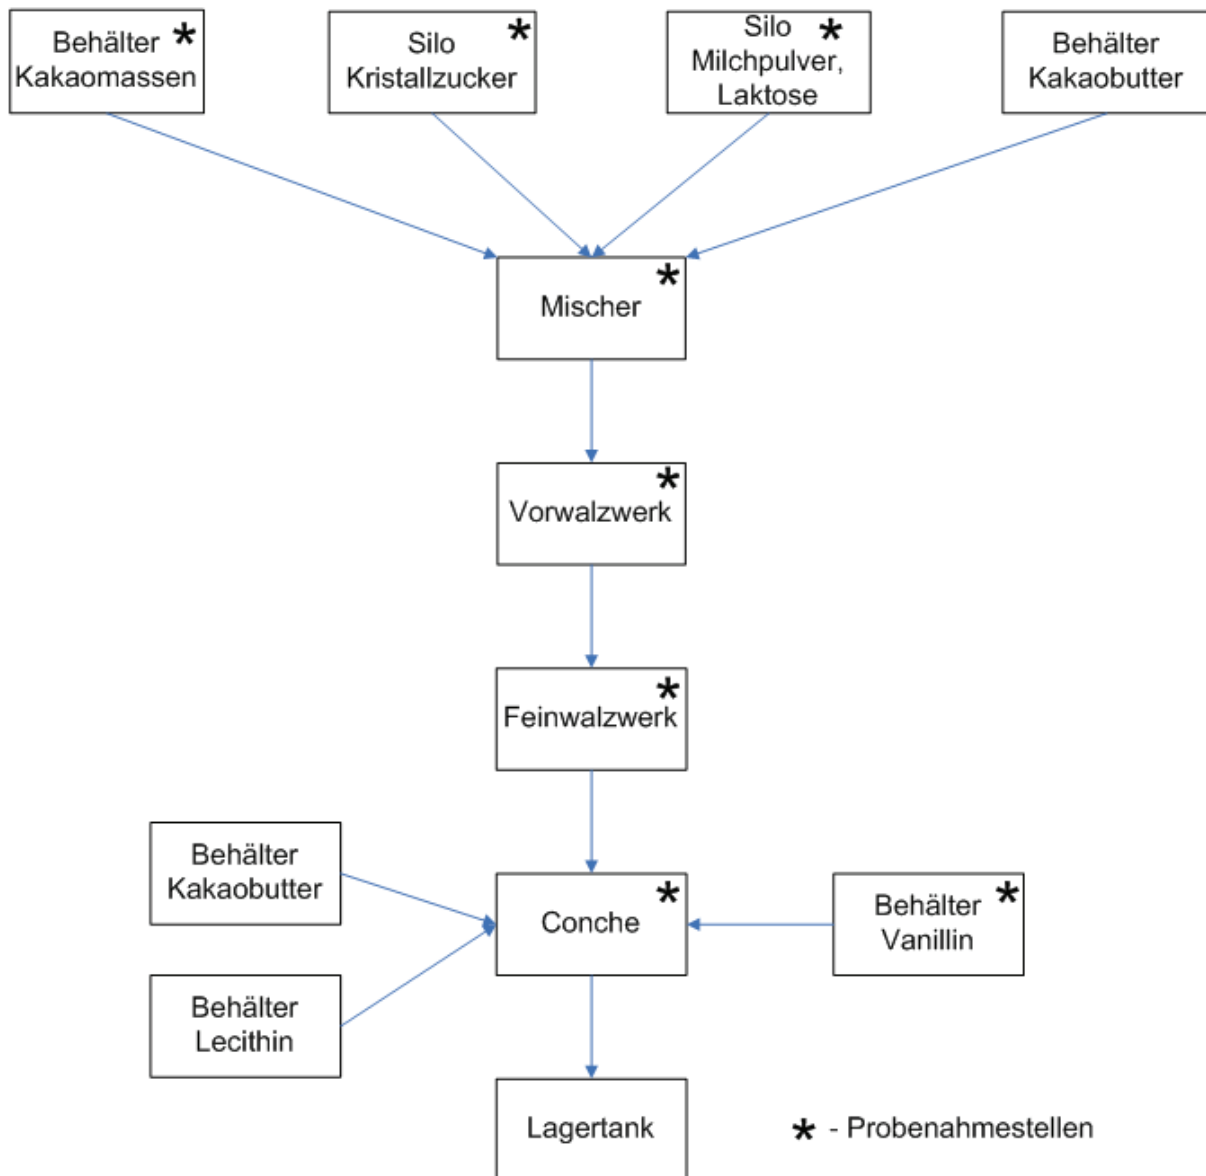 Behälter *
Kakaomassen
Silo *
Kristallzucker
Silo *
Milchpulver,
Laktose
Behälter
Kakaobutter
Mischer *
Vorwalzwerk *
Feinwalzwerk *
Behälter
Kakaobutter
Conche *
Behälter *
Vanillin
Behälter
Lecithin
Lagertank
* - Probenahmestellen